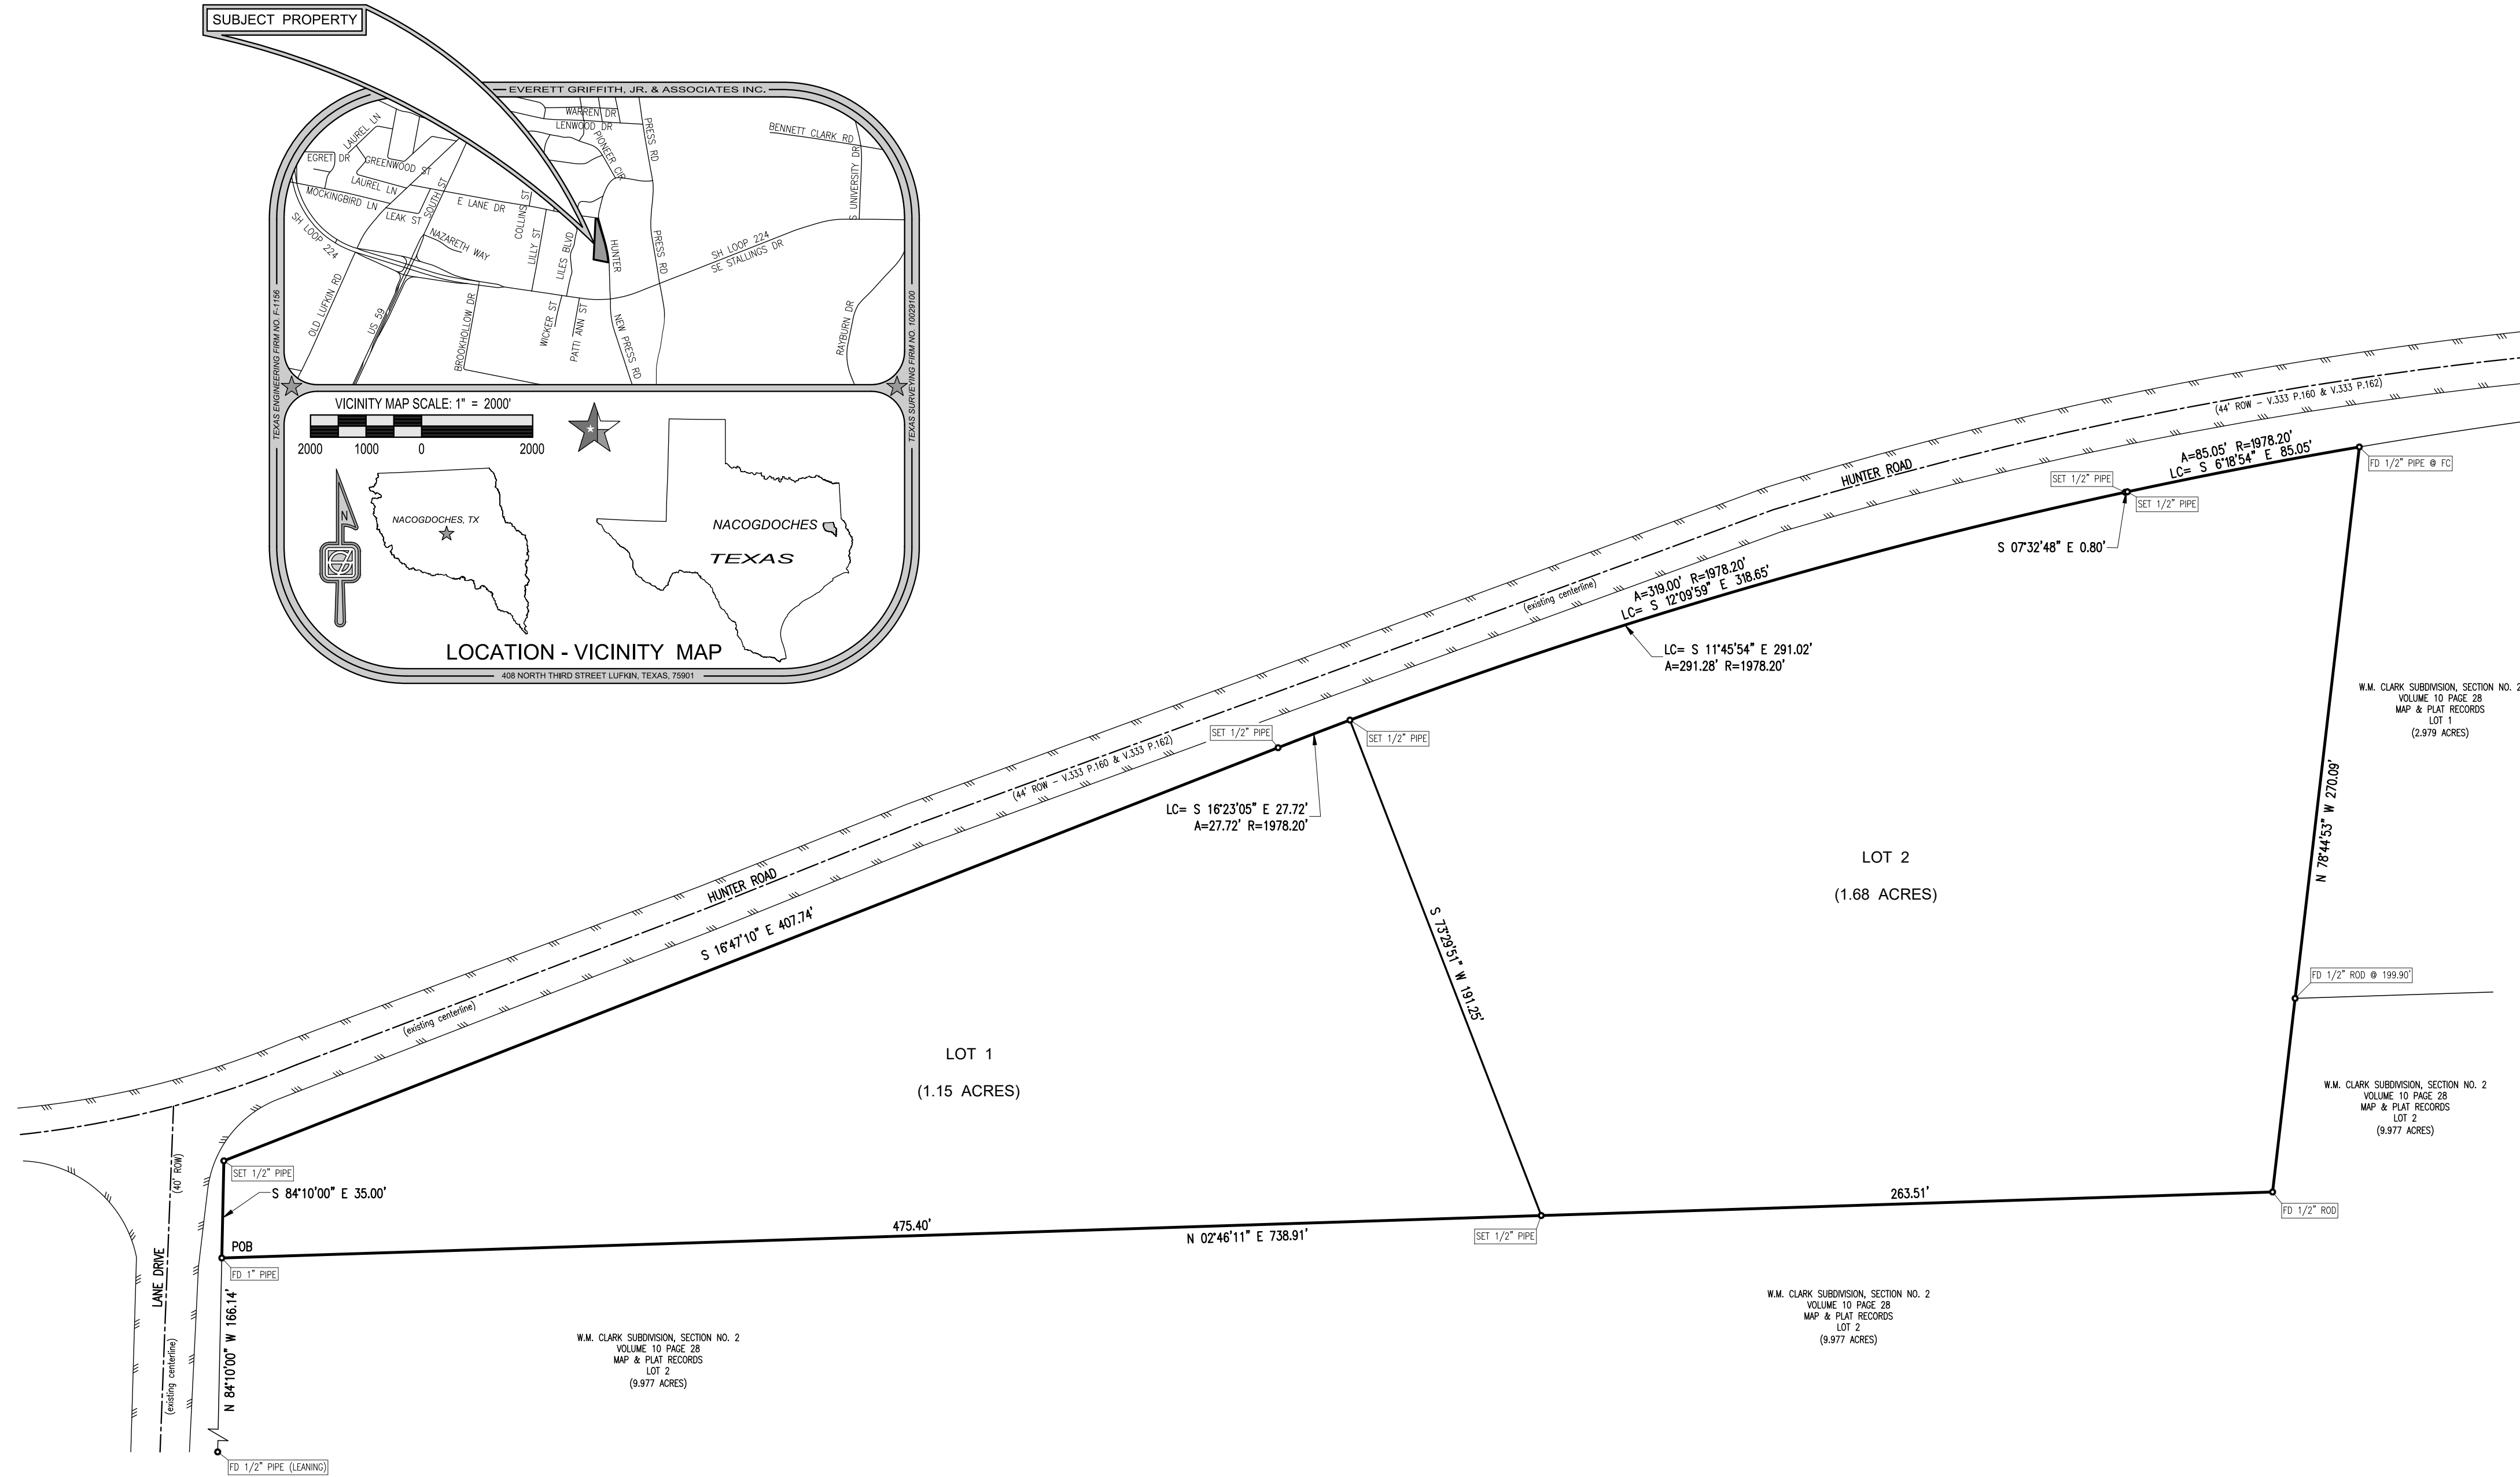 SUBJECT PROPERTY
EVERETT GRIFFITH, JR. & ASSOCIATES INC.
TEXAS ENGINEERING FIRM NO. F-1156
TEXAS SURVEYING FIRM NO. 10029100
WARREN DR
LENWOOD DR
PIONEER CIR
PRESS RD
BENNETT CLARK RD
S UNIVERSITY DR
LAUREL LN
EGRET DR
GREENWOOD ST
LAUREL LN
MOCKINGBIRD LN
LEAK ST
SOUTH ST
E LANE DR
COLLINS ST
LILLY ST
LILES BLVD
HUNTER
PRESS RD
SH LOOP 224
SE STALLINGS DR
SH LOOP 224
NAZARETH WAY
OLD LUFKIN RD
US 59
BROOKHOLLOW DR
WICKER ST
PATTI ANN ST
NEW PRESS RD
RAYBURN DR
VICINITY MAP SCALE: 1" = 2000'
2000 1000 0 2000
N
NACOGDOCHES, TX
NACOGDOCHES
TEXAS
LOCATION - VICINITY MAP
408 NORTH THIRD STREET LUFKIN, TEXAS, 75901
(44' ROW - V.333 P.160 & V.333 P.162)
A=85.05' R=1978.20'
LC= S 6°18'54" E 85.05'
FD 1/2" PIPE @ FC
HUNTER ROAD
SET 1/2" PIPE
SET 1/2" PIPE
S 07°32'48" E 0.80'
(existing centerline)
A=319.00' R=1978.20'
LC= S 12°09'59" E 318.65'
LC= S 11°45'54" E 291.02'
A=291.28' R=1978.20'
W.M. CLARK SUBDIVISION, SECTION NO. 2
VOLUME 10 PAGE 28
MAP & PLAT RECORDS
LOT 1
(2.979 ACRES)
SET 1/2" PIPE
SET 1/2" PIPE
(44' ROW - V.333 P.160 & V.333 P.162)
LC= S 16°23'05" E 27.72'
A=27.72' R=1978.20'
N 78°44'53" W 270.09'
LOT 2
(1.68 ACRES)
HUNTER ROAD
S 16°47'10" E 407.74'
S 73°29'51" W 191.25'
FD 1/2" ROD @ 199.90'
(existing centerline)
LOT 1
(1.15 ACRES)
W.M. CLARK SUBDIVISION, SECTION NO. 2
VOLUME 10 PAGE 28
MAP & PLAT RECORDS
LOT 2
(9.977 ACRES)
(40' ROW)
SET 1/2" PIPE
S 84°10'00" E 35.00'
263.51'
FD 1/2" ROD
475.40'
N 02°46'11" E 738.91'
SET 1/2" PIPE
POB
FD 1" PIPE
LANE DRIVE
(existing centerline)
N 84°10'00" W 166.14'
W.M. CLARK SUBDIVISION, SECTION NO. 2
VOLUME 10 PAGE 28
MAP & PLAT RECORDS
LOT 2
(9.977 ACRES)
W.M. CLARK SUBDIVISION, SECTION NO. 2
VOLUME 10 PAGE 28
MAP & PLAT RECORDS
LOT 2
(9.977 ACRES)
FD 1/2" PIPE (LEANING)